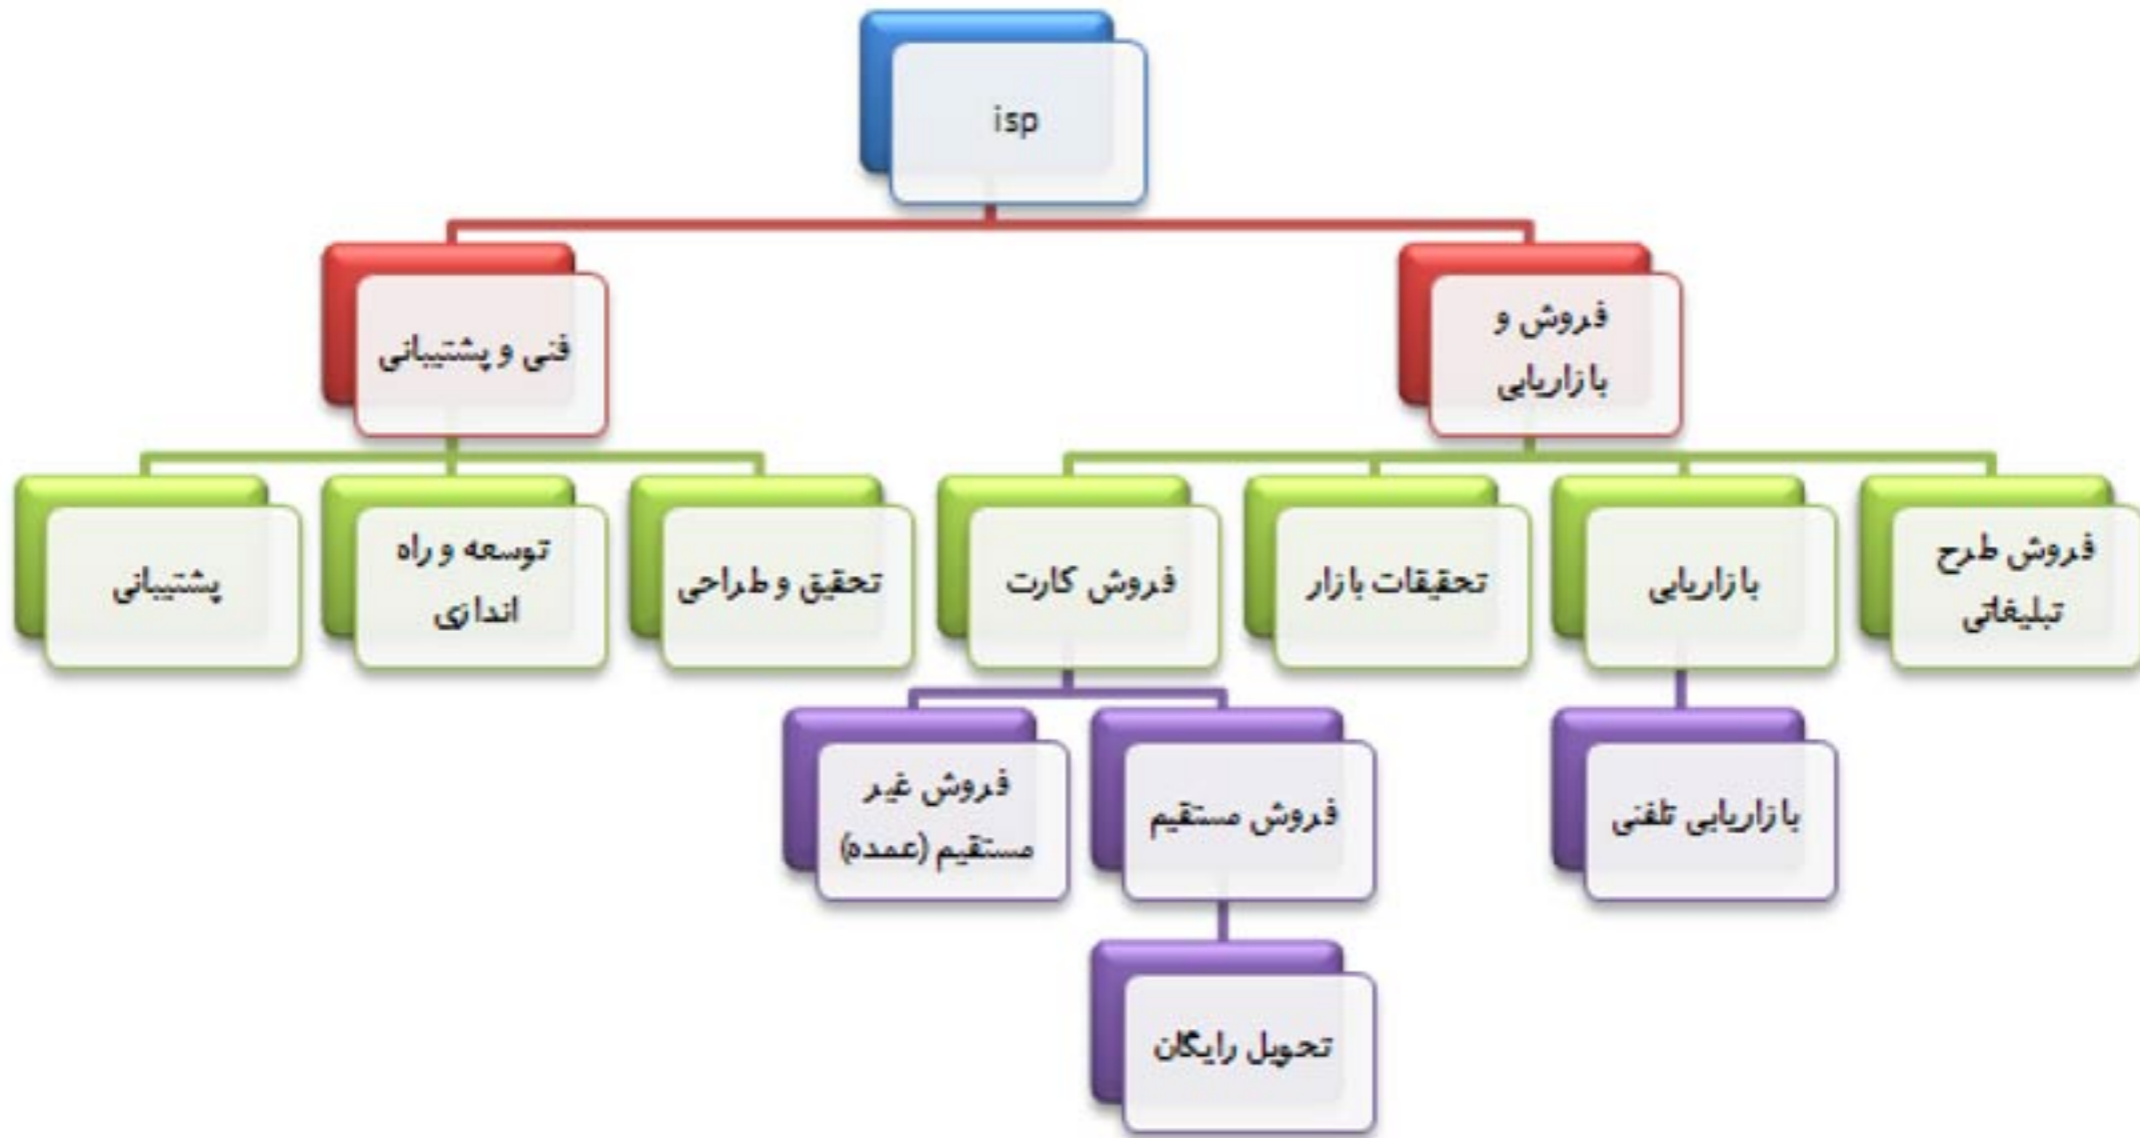 isp
فروش و
بازاریابی
فنی و پشتیبانی
فروش طرح
تبلیغاتی
بازاریابی
تحقیقات بازار
فروش کارت
تحقیق و طراحی
توسعه و راه
اندازی
پشتیبانی
بازاریابی تلفنی
فروش مستقیم
فروش غیر
مستقیم (عمده)
تحویل رایگان